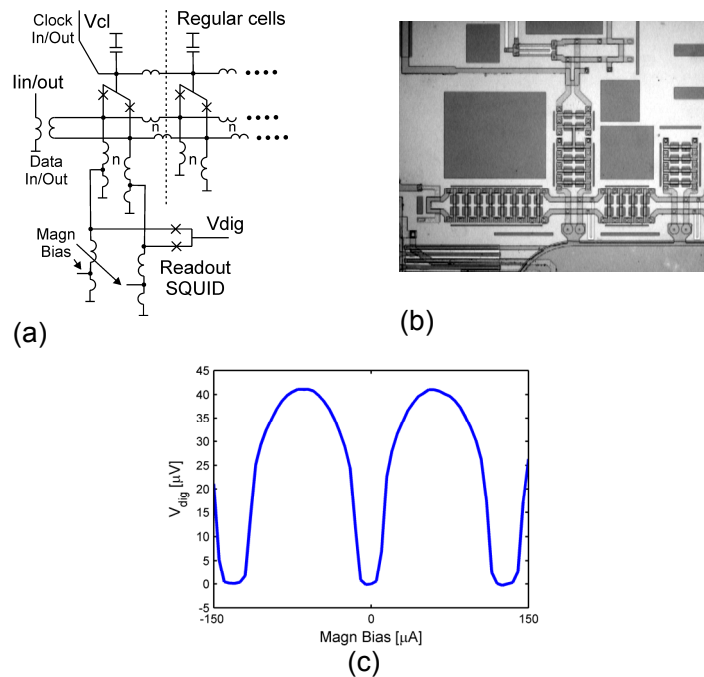 Clock
In/Out
Vcl
Regular cells
Iin/out
n
n
Data
In/Out
n
n
Vdig
Magn
Bias
Readout
SQUID
(a)
(b)
45
40
35
30
25
20
15
10
5
0
-5
-150
0
150
Vdig [μV]
Magn Bias [μA]
(c)